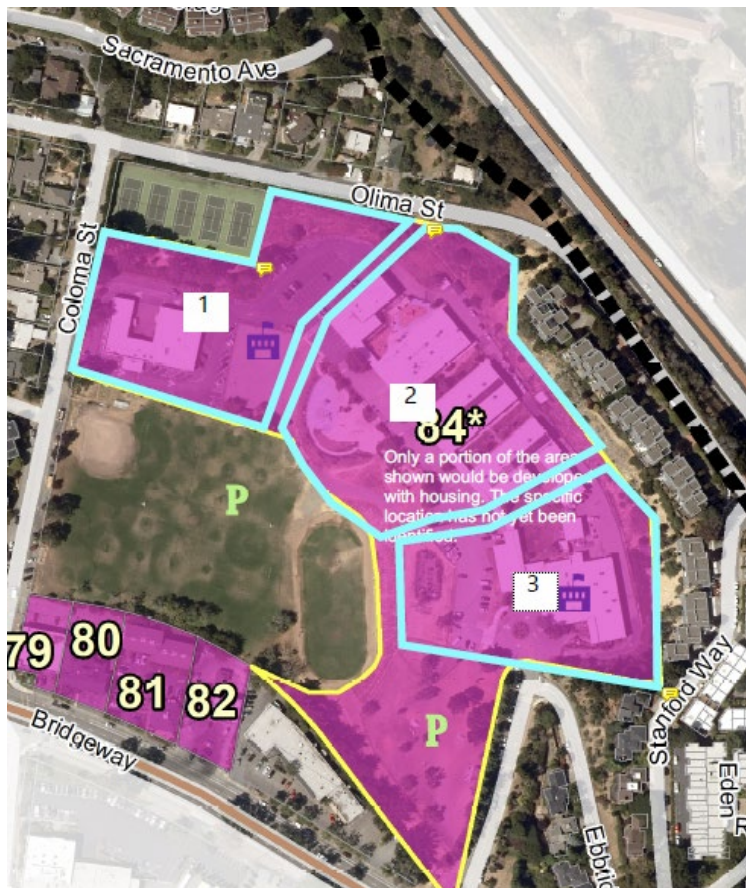 Sacramento Ave
Olima St
Coloma St
1
2
84*
Only a portion of the area
shown would be developed
with housing. The specific
location has not yet been
identified.
P
3
79
80
81
82
P
Bridgeway
Stanford Way
Eden